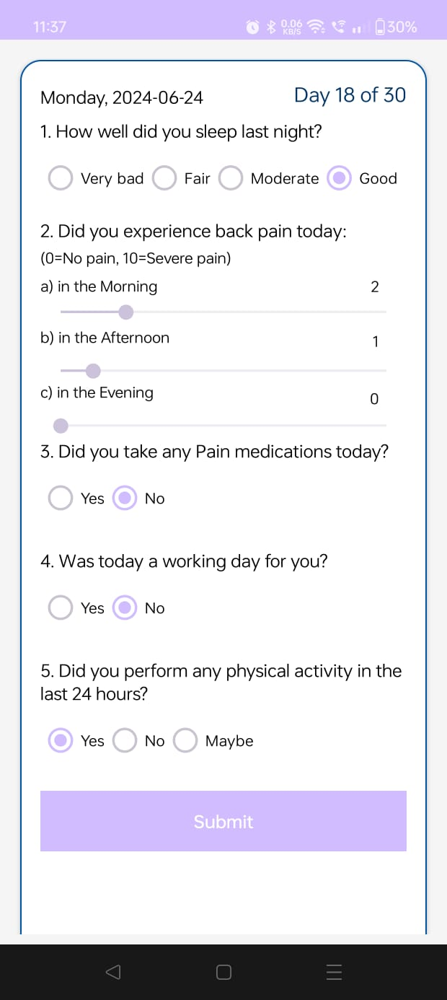 11:37 0.06 KB/S 30%
Monday, 2024-06-24 Day 18 of 30
1. How well did you sleep last night?
Very bad Fair Moderate Good
2. Did you experience back pain today:
(0=No pain, 10=Severe pain)
a) in the Morning 2
b) in the Afternoon 1
c) in the Evening 0
3. Did you take any Pain medications today?
Yes No
4. Was today a working day for you?
Yes No
5. Did you perform any physical activity in the
last 24 hours?
Yes No Maybe
Submit